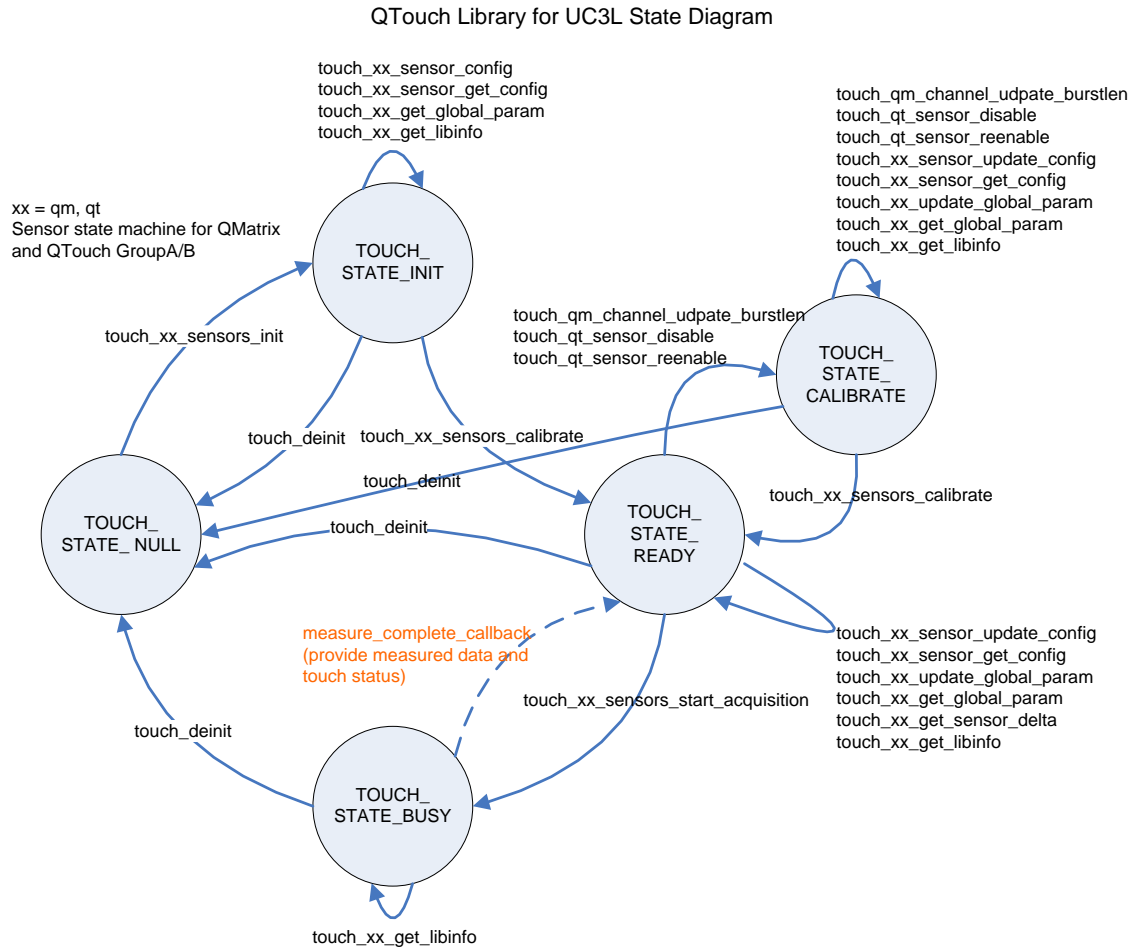 QTouch Library for UC3L State Diagram
touch_xx_sensor_config
touch_xx_sensor_get_config
touch_xx_get_global_param
touch_xx_get_libinfo
touch_qm_channel_udpate_burstlen
touch_qt_sensor_disable
touch_qt_sensor_reenable
touch_xx_sensor_update_config
touch_xx_sensor_get_config
touch_xx_update_global_param
touch_xx_get_global_param
touch_xx_get_libinfo
xx = qm, qt
Sensor state machine for QMatrix
and QTouch GroupA/B
TOUCH_
STATE_INIT
touch_xx_sensors_init
touch_qm_channel_udpate_burstlen
touch_qt_sensor_disable
touch_qt_sensor_reenable
TOUCH_
STATE_
CALIBRATE
touch_deinit
touch_xx_sensors_calibrate
touch_deinit
touch_xx_sensors_calibrate
TOUCH_
STATE_ NULL
touch_deinit
TOUCH_
STATE_
READY
measure_complete_callback
(provide measured data and
touch status)
touch_xx_sensors_start_acquisition
touch_xx_sensor_update_config
touch_xx_sensor_get_config
touch_xx_update_global_param
touch_xx_get_global_param
touch_xx_get_sensor_delta
touch_xx_get_libinfo
touch_deinit
TOUCH_
STATE_BUSY
touch_xx_get_libinfo